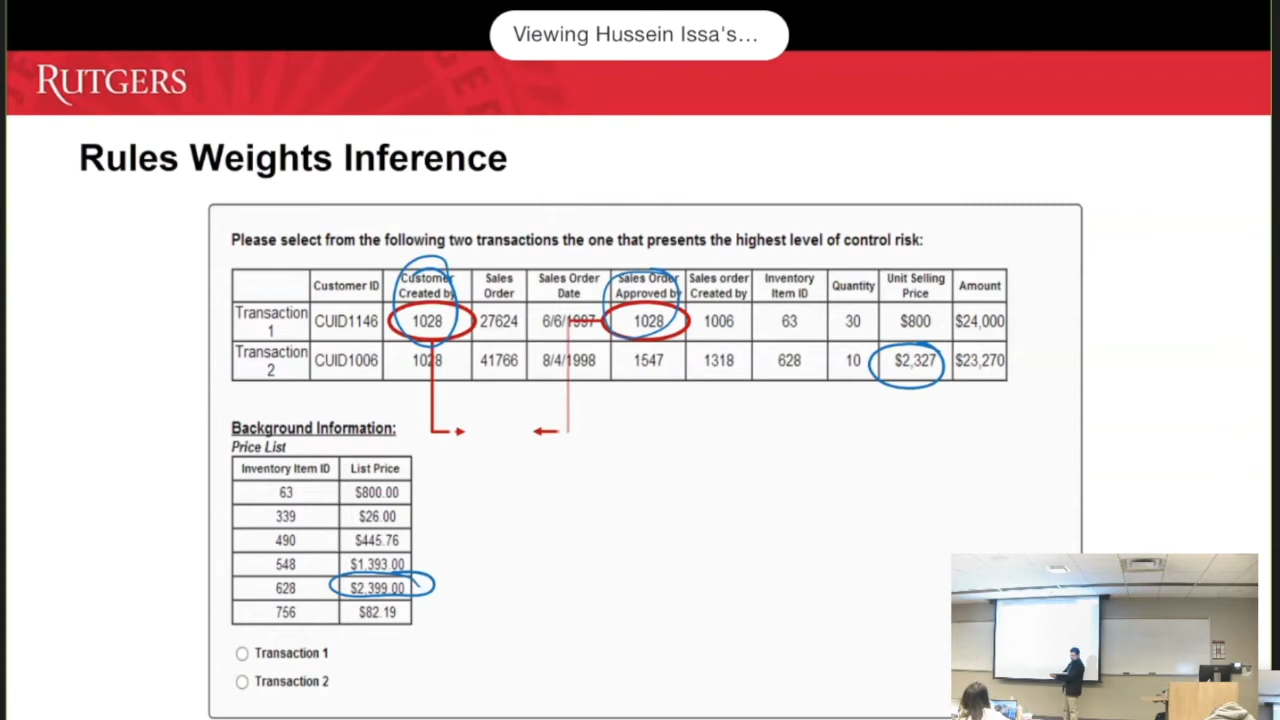 Viewing Hussein Issa's…
RUTGERS
Rules Weights Inference
Please select from the following two transactions the one that presents the highest level of control risk:
Customer ID Customer Created by Sales Order Sales Order Date Sales Order Approved by Sales order Created by Inventory Item ID Quantity Unit Selling Price Amount
Transaction 1 CUID1146 1028 27624 6/6/1997 1028 1006 63 30 $800 $24,000
Transaction 2 CUID1006 1028 41766 8/4/1998 1547 1318 628 10 $2,327 $23,270
Background Information:
Price List
Inventory Item ID List Price
63 $800.00
339 $26.00
490 $445.76
548 $1,393.00
628 $2,399.00
756 $82.19
Transaction 1
Transaction 2